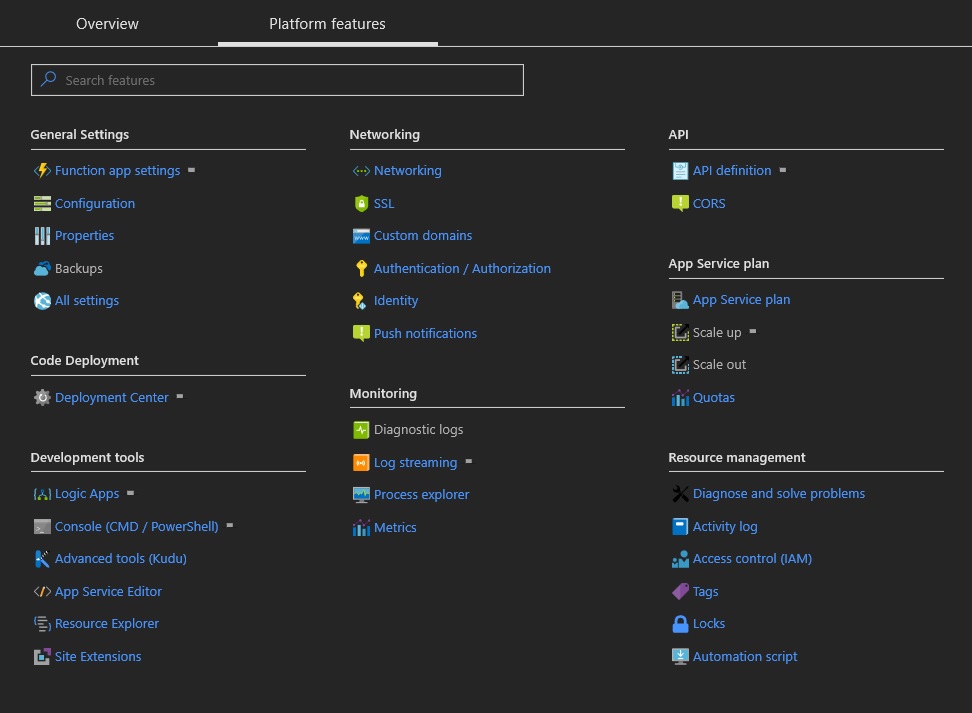 Overview
Platform features
Search features
General Settings
Function app settings
Configuration
Properties
Backups
All settings
Code Deployment
Deployment Center
Development tools
Logic Apps
Console (CMD / PowerShell)
Advanced tools (Kudu)
App Service Editor
Resource Explorer
Site Extensions
Networking
Networking
SSL
www
Custom domains
Authentication / Authorization
Identity
Push notifications
Monitoring
Diagnostic logs
Log streaming
Process explorer
Metrics
API
API definition
CORS
App Service plan
App Service plan
Scale up
Scale out
Quotas
Resource management
Diagnose and solve problems
Activity log
Access control (IAM)
Tags
Locks
Automation script